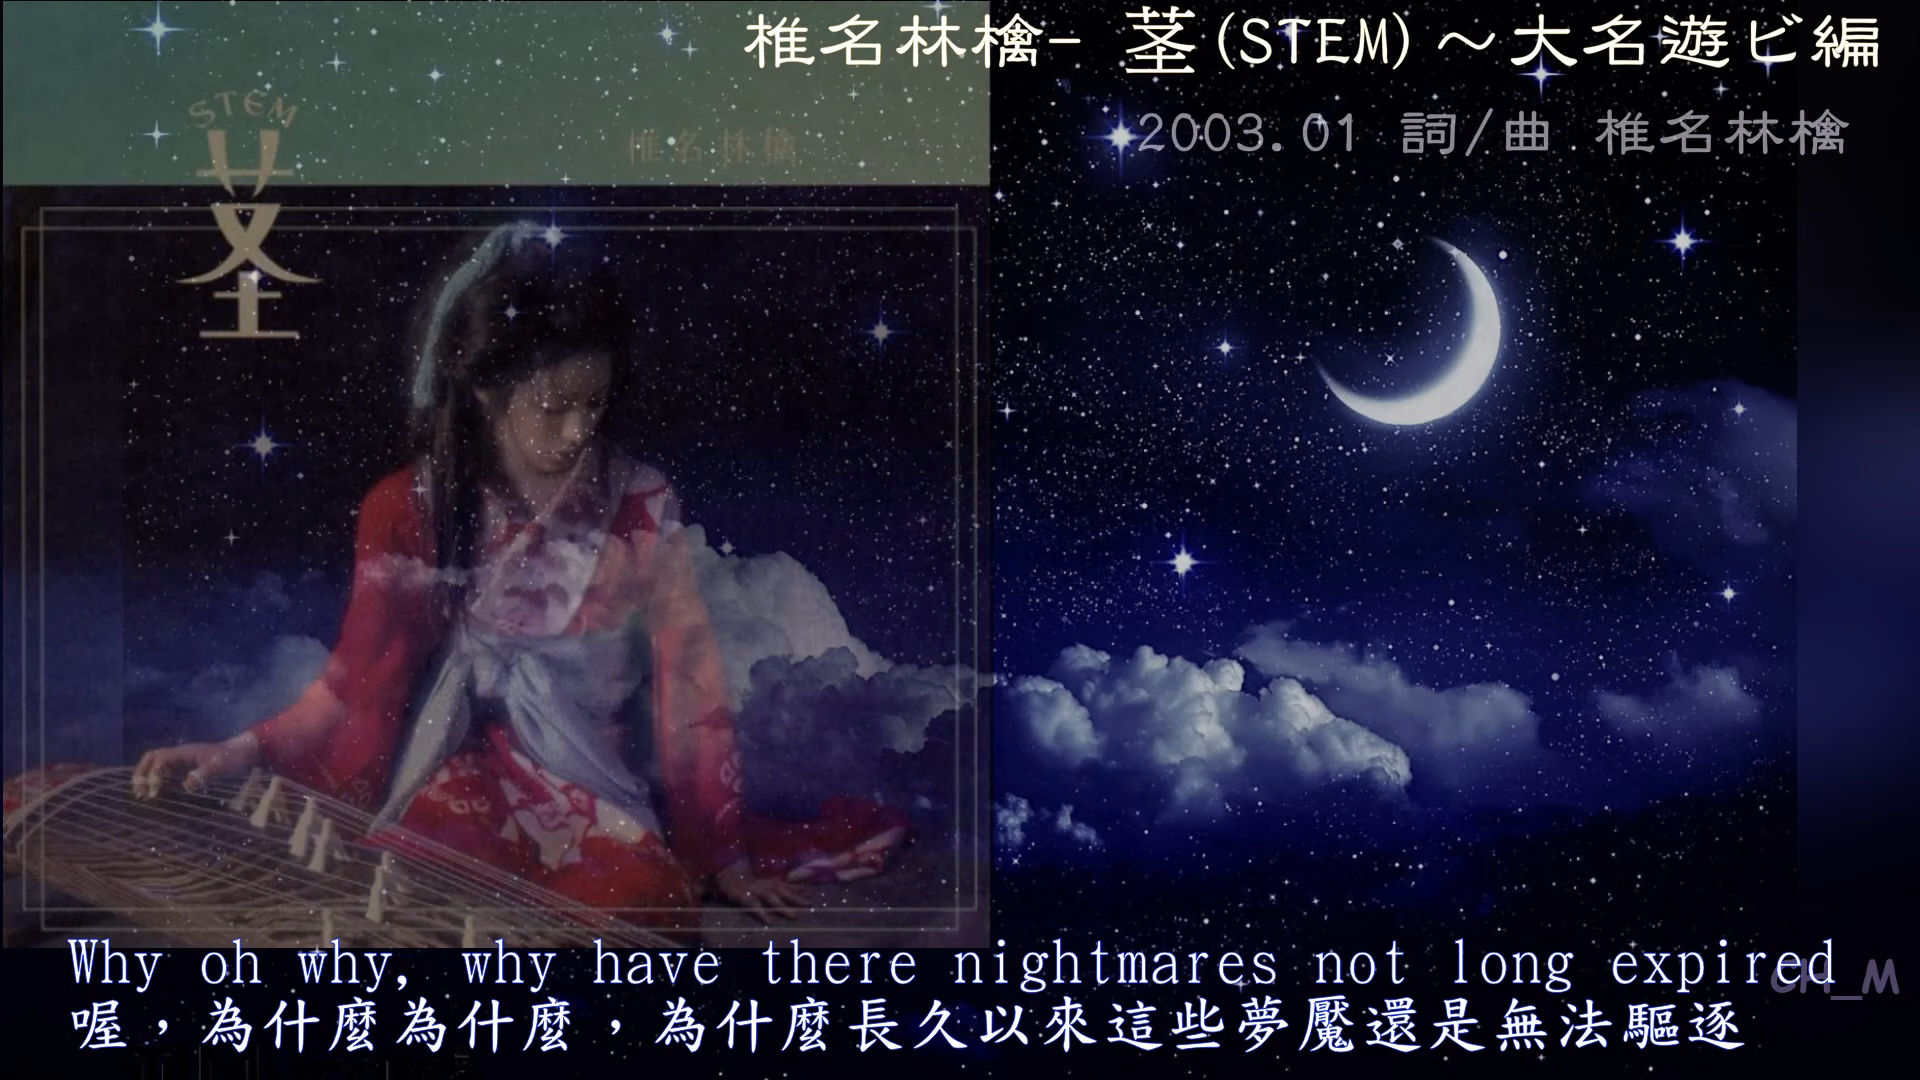 椎名林檎- 茎(STEM)～大名遊ビ編
2003.01 詞/曲 椎名林檎
STEM
茎
椎名林檎
Why oh why, why have there nightmares not long expired
CH_M
喔，為什麼為什麼，為什麼長久以來這些夢魘還是無法驅逐